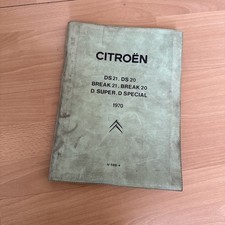 CITROËN
DS 21. DS 20
BREAK 21. BREAK 20
D SUPER. D SPECIAL
1970